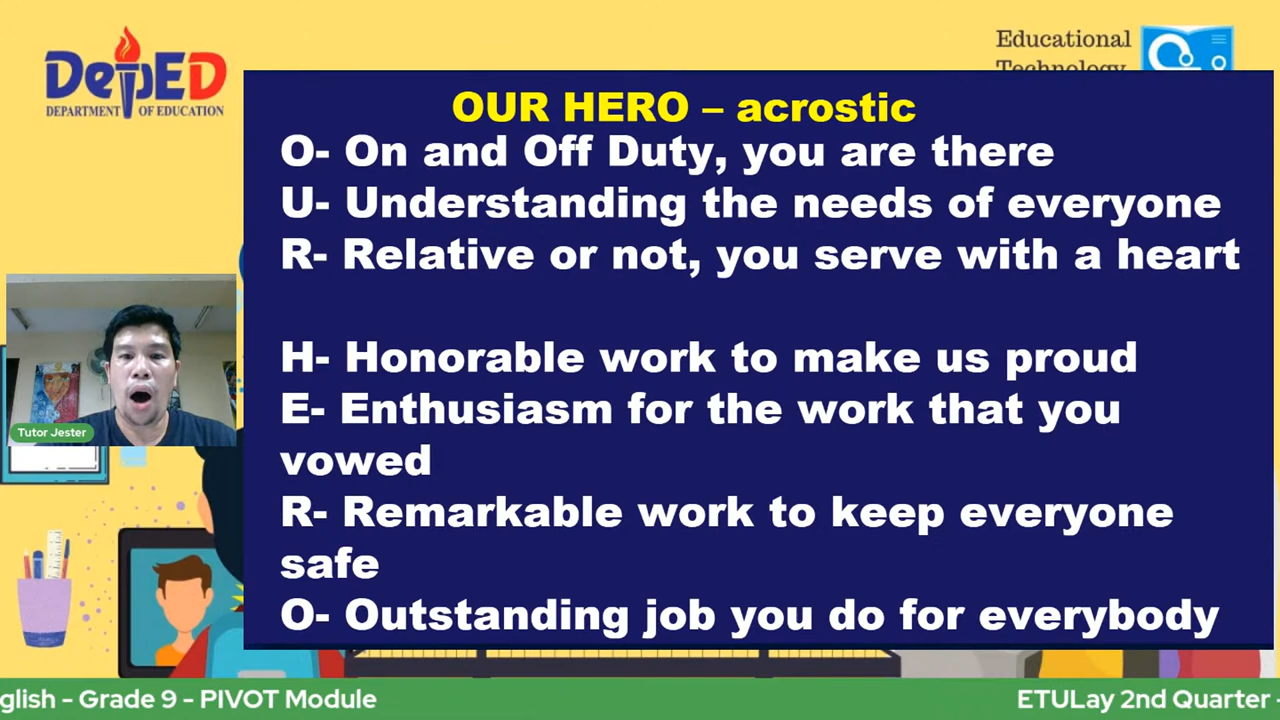 DepED
DEPARTMENT OF EDUCATION
Educational
Technology
OUR HERO – acrostic
O- On and Off Duty, you are there
U- Understanding the needs of everyone
R- Relative or not, you serve with a heart
H- Honorable work to make us proud
E- Enthusiasm for the work that you
vowed
R- Remarkable work to keep everyone
safe
O- Outstanding job you do for everybody
Tutor Jester
glish - Grade 9 - PIVOT Module
ETULay 2nd Quarter -